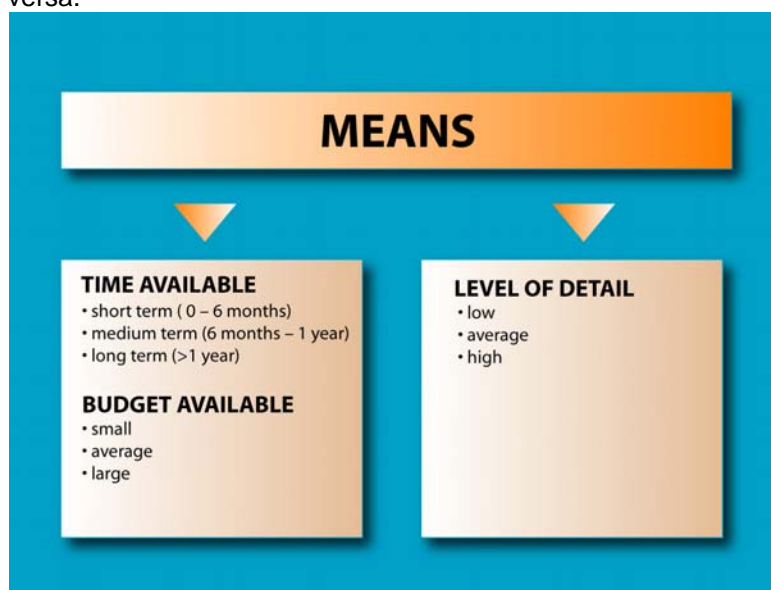 versa.
MEANS
TIME AVAILABLE
• short term ( 0 – 6 months)
• medium term (6 months – 1 year)
• long term (>1 year)
BUDGET AVAILABLE
• small
• average
• large
LEVEL OF DETAIL
• low
• average
• high